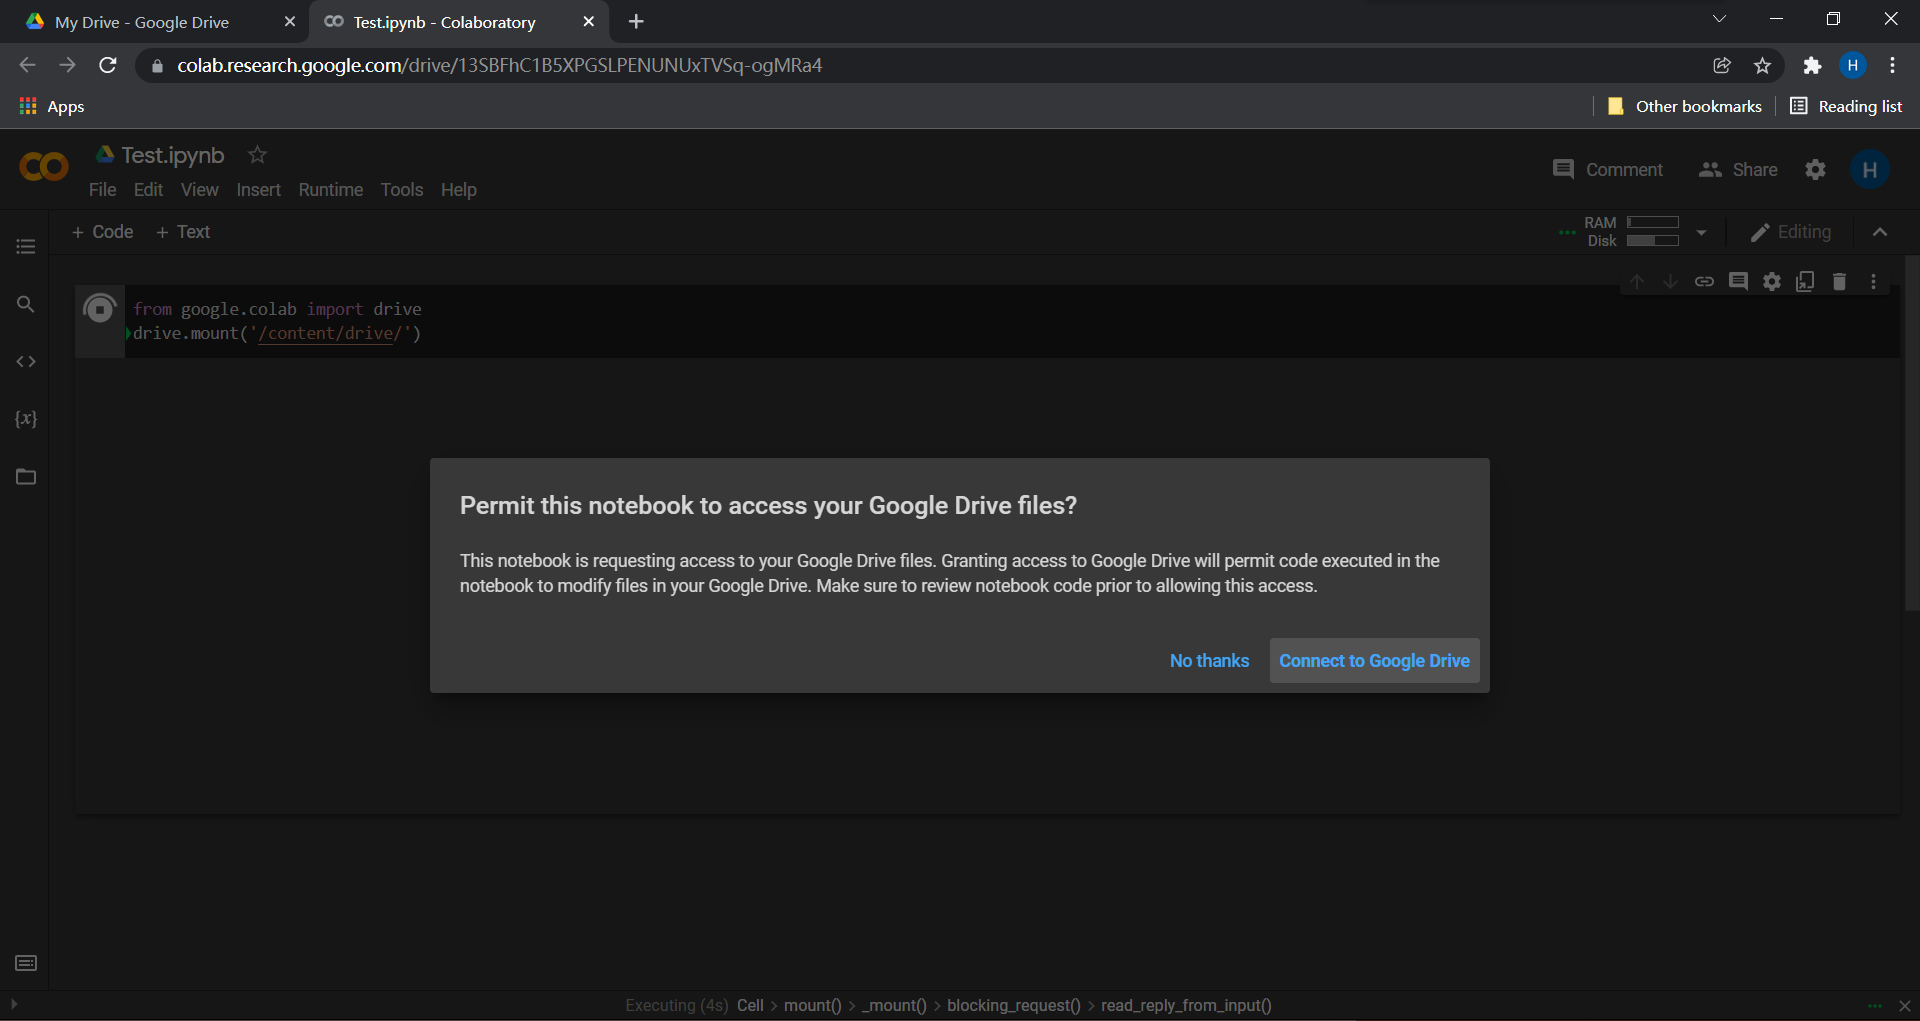 My Drive - Google Drive
Test.ipynb - Colaboratory
colab.research.google.com/drive/13SBFhC1B5XPGSLPENUNUxTVSq-ogMRa4
H
Apps
Other bookmarks
Reading list
Test.ipynb
File Edit View Insert Runtime Tools Help
Comment
Share
H
+ Code + Text
RAM
Disk
Editing
from google.colab import drive
drive.mount('/content/drive/')
{x}
Permit this notebook to access your Google Drive files?
This notebook is requesting access to your Google Drive files. Granting access to Google Drive will permit code executed in the
notebook to modify files in your Google Drive. Make sure to review notebook code prior to allowing this access.
No thanks
Connect to Google Drive
Executing (4s) Cell > mount() > _mount() > blocking_request() > read_reply_from_input()